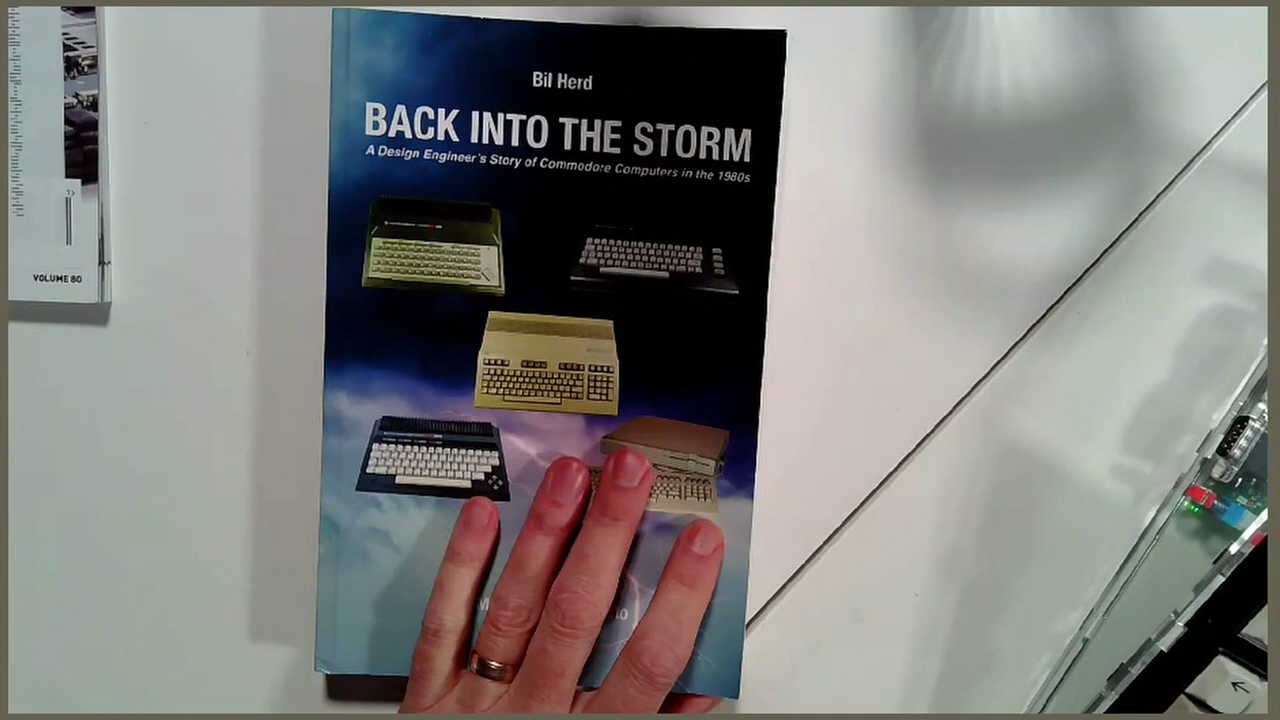 Bil Herd
BACK INTO THE STORM
A Design Engineer's Story of Commodore Computers in the 1980s
VOLUME 80